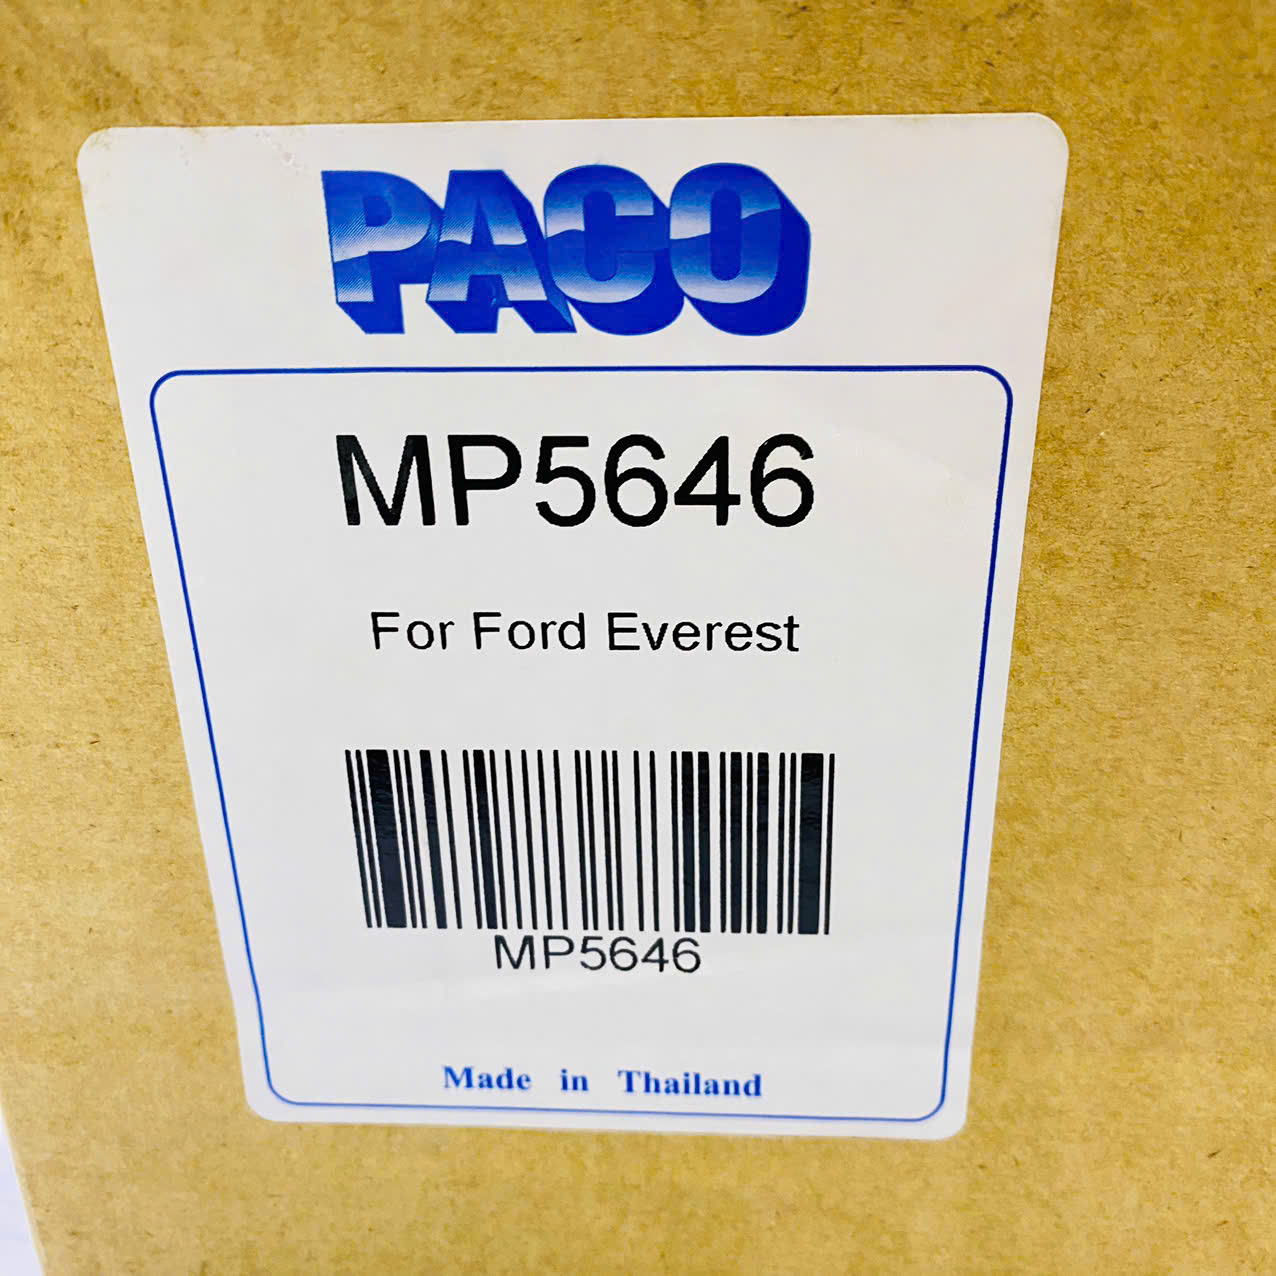 PACO
MP5646
For Ford Everest
MP5646
Made in Thailand